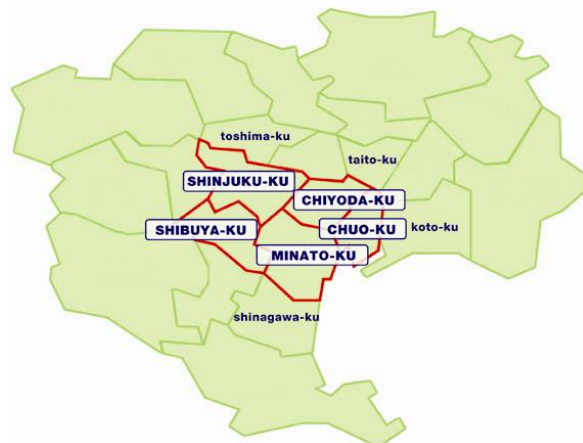 toshima-ku
taito-ku
SHINJUKU-KU
CHIYODA-KU
SHIBUYA-KU
CHUO-KU
koto-ku
MINATO-KU
shinagawa-ku